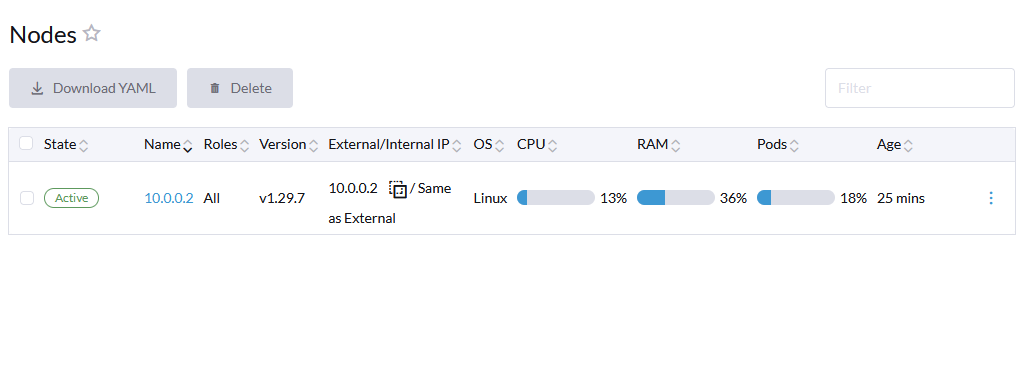 Nodes
Download YAML Delete Filter
State Name Roles Version External/Internal IP OS CPU RAM Pods Age
Active 10.0.0.2 All v1.29.7 10.0.0.2 / Same as External Linux 13% 36% 18% 25 mins